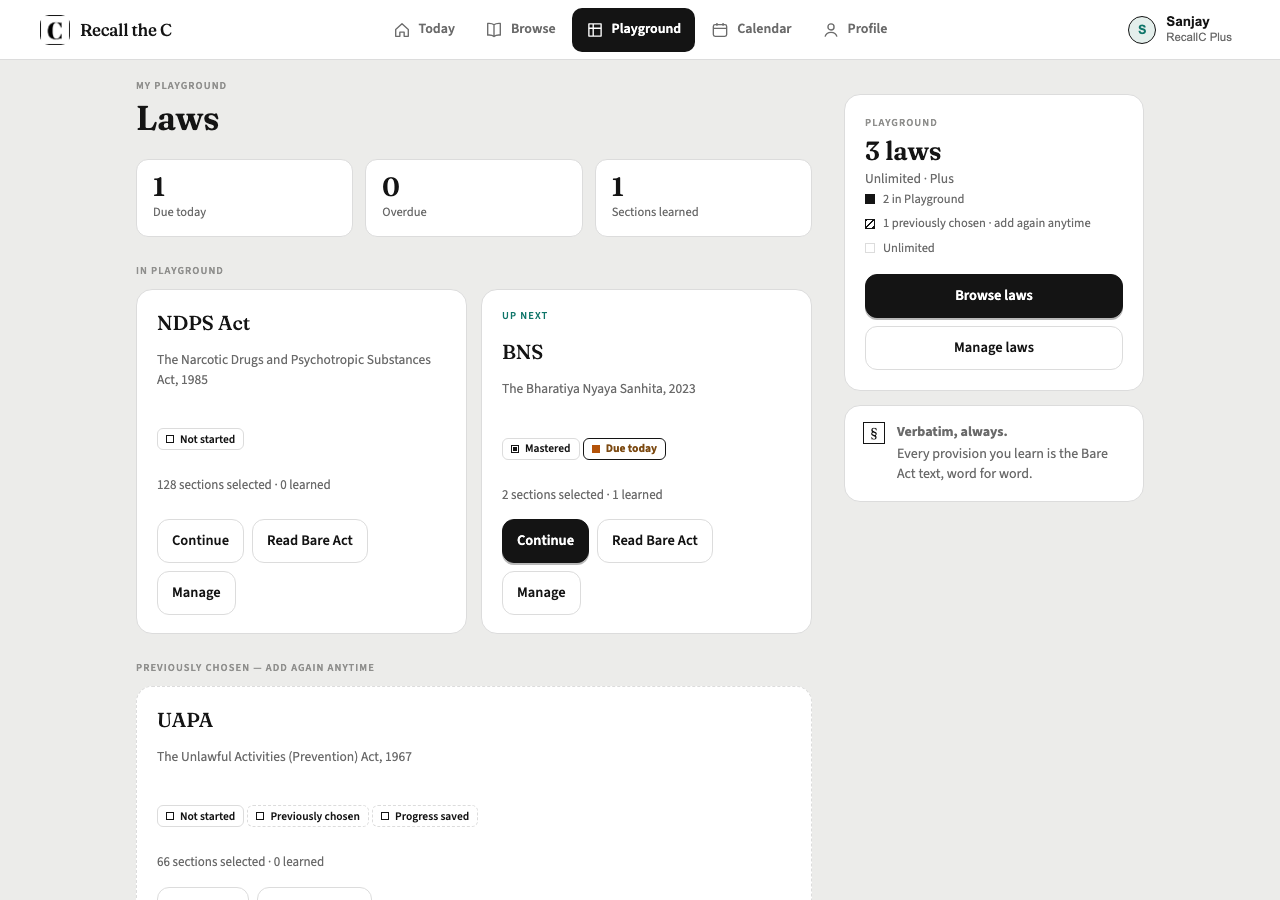 C Recall the C
Today
Browse
Playground
Calendar
Profile
S
Sanjay
RecallC Plus
MY PLAYGROUND
Laws
1
Due today
0
Overdue
1
Sections learned
IN PLAYGROUND
NDPS Act
The Narcotic Drugs and Psychotropic Substances
Act, 1985
Not started
128 sections selected · 0 learned
Continue
Read Bare Act
Manage
UP NEXT
BNS
The Bharatiya Nyaya Sanhita, 2023
Mastered
Due today
2 sections selected · 1 learned
Continue
Read Bare Act
Manage
PREVIOUSLY CHOSEN — ADD AGAIN ANYTIME
UAPA
The Unlawful Activities (Prevention) Act, 1967
Not started
Previously chosen
Progress saved
66 sections selected · 0 learned
PLAYGROUND
3 laws
Unlimited · Plus
2 in Playground
1 previously chosen · add again anytime
Unlimited
Browse laws
Manage laws
§
Verbatim, always.
Every provision you learn is the Bare
Act text, word for word.